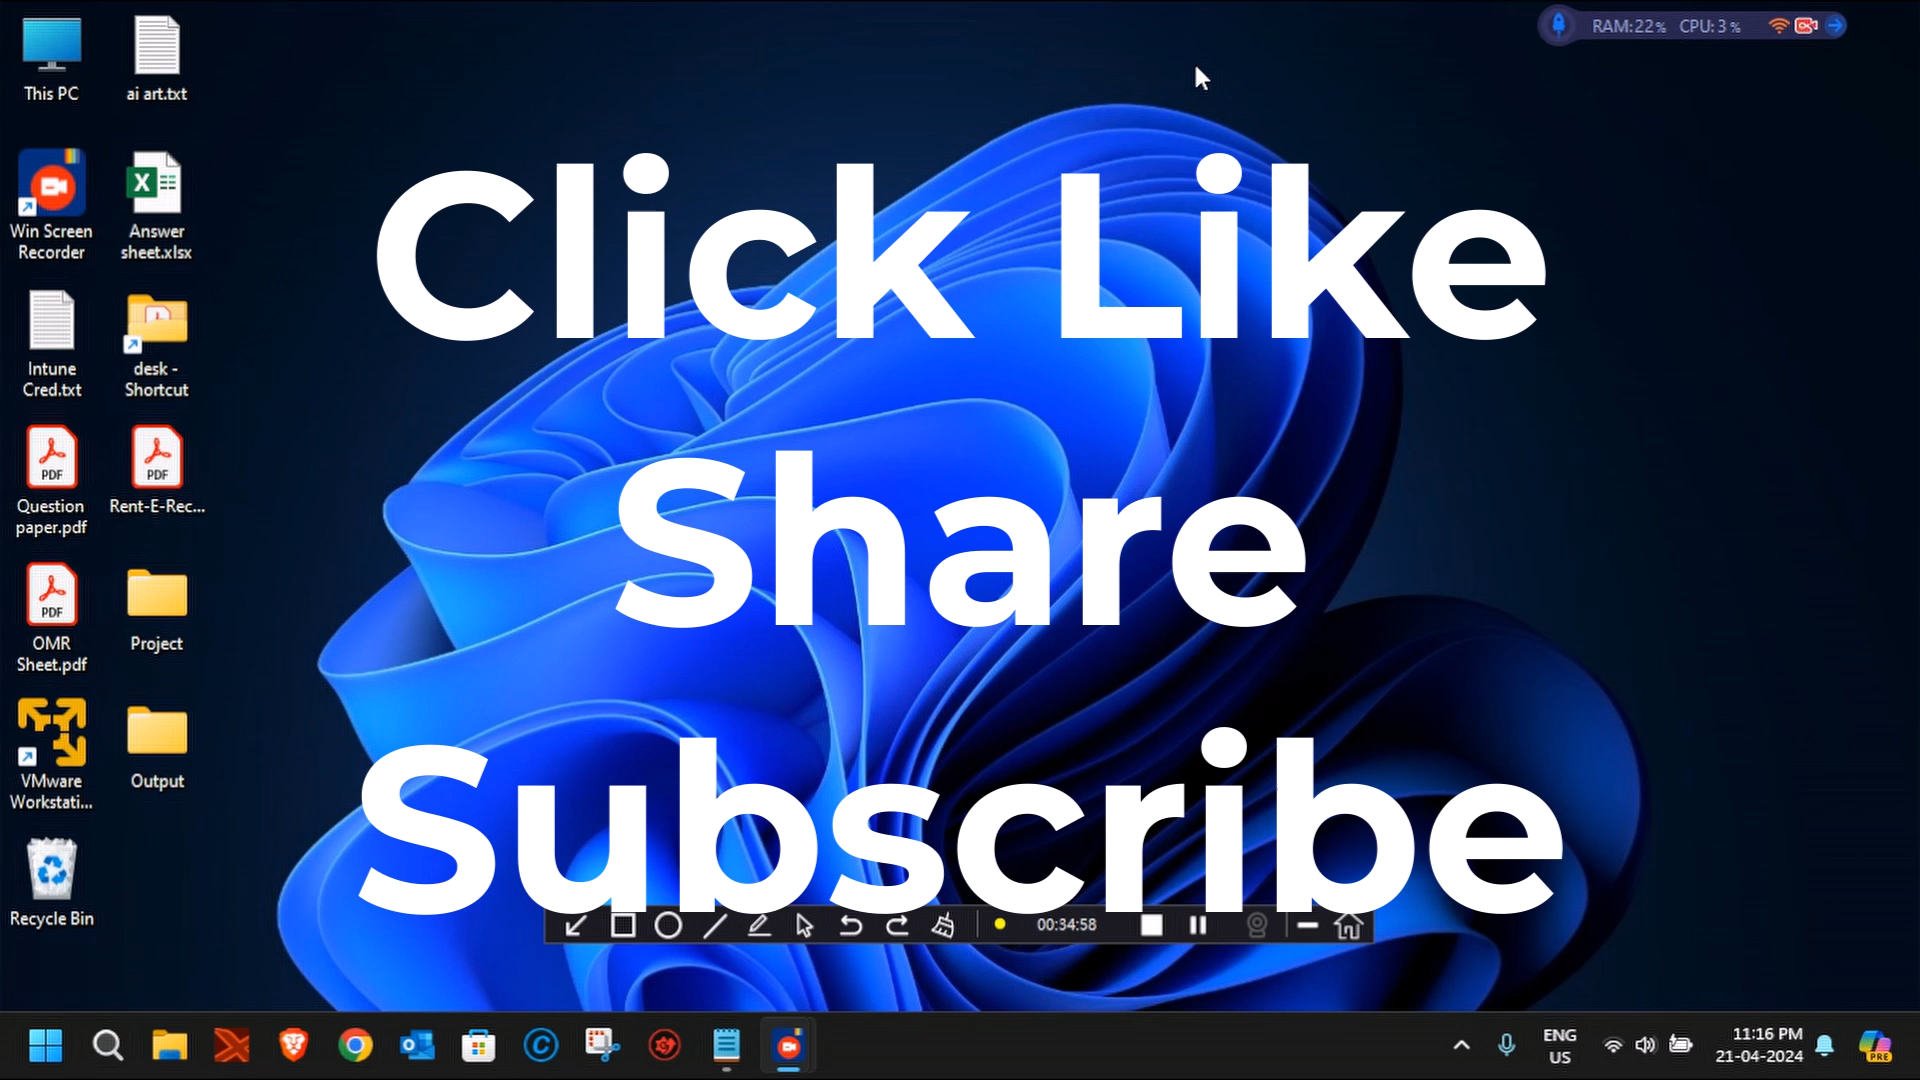 RAM:22% CPU:3%
This PC
ai art.txt
Click Like
Share
Subscribe
Win Screen
Recorder
Answer
sheet.xlsx
Intune
Cred.txt
desk -
Shortcut
PDF
Question
paper.pdf
PDF
Rent-E-Rec...
PDF
OMR
Sheet.pdf
Project
VMware
Workstati...
Output
Recycle Bin
00:34:58
ENG
US
11:16 PM
21-04-2024
PRE